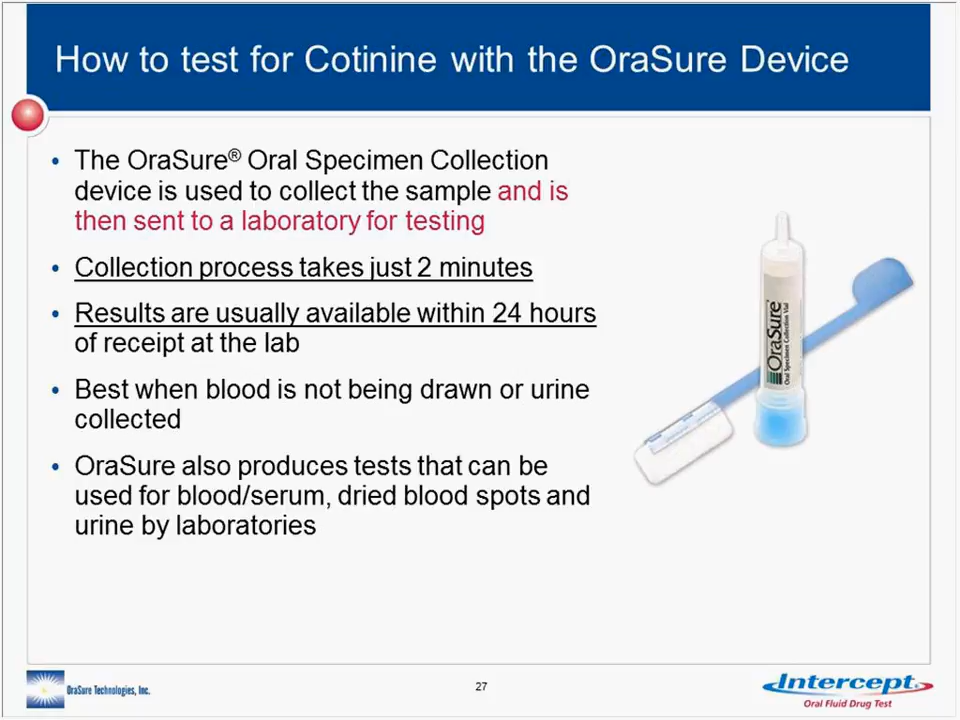 How to test for Cotinine with the OraSure Device
• The OraSure® Oral Specimen Collection
device is used to collect the sample and is
then sent to a laboratory for testing
• Collection process takes just 2 minutes
• Results are usually available within 24 hours
of receipt at the lab
• Best when blood is not being drawn or urine
collected
• OraSure also produces tests that can be
used for blood/serum, dried blood spots and
urine by laboratories
OraSure
Oral Specimen Collection Vial
OraSure Technologies, Inc.
27
Intercept®
Oral Fluid Drug Test